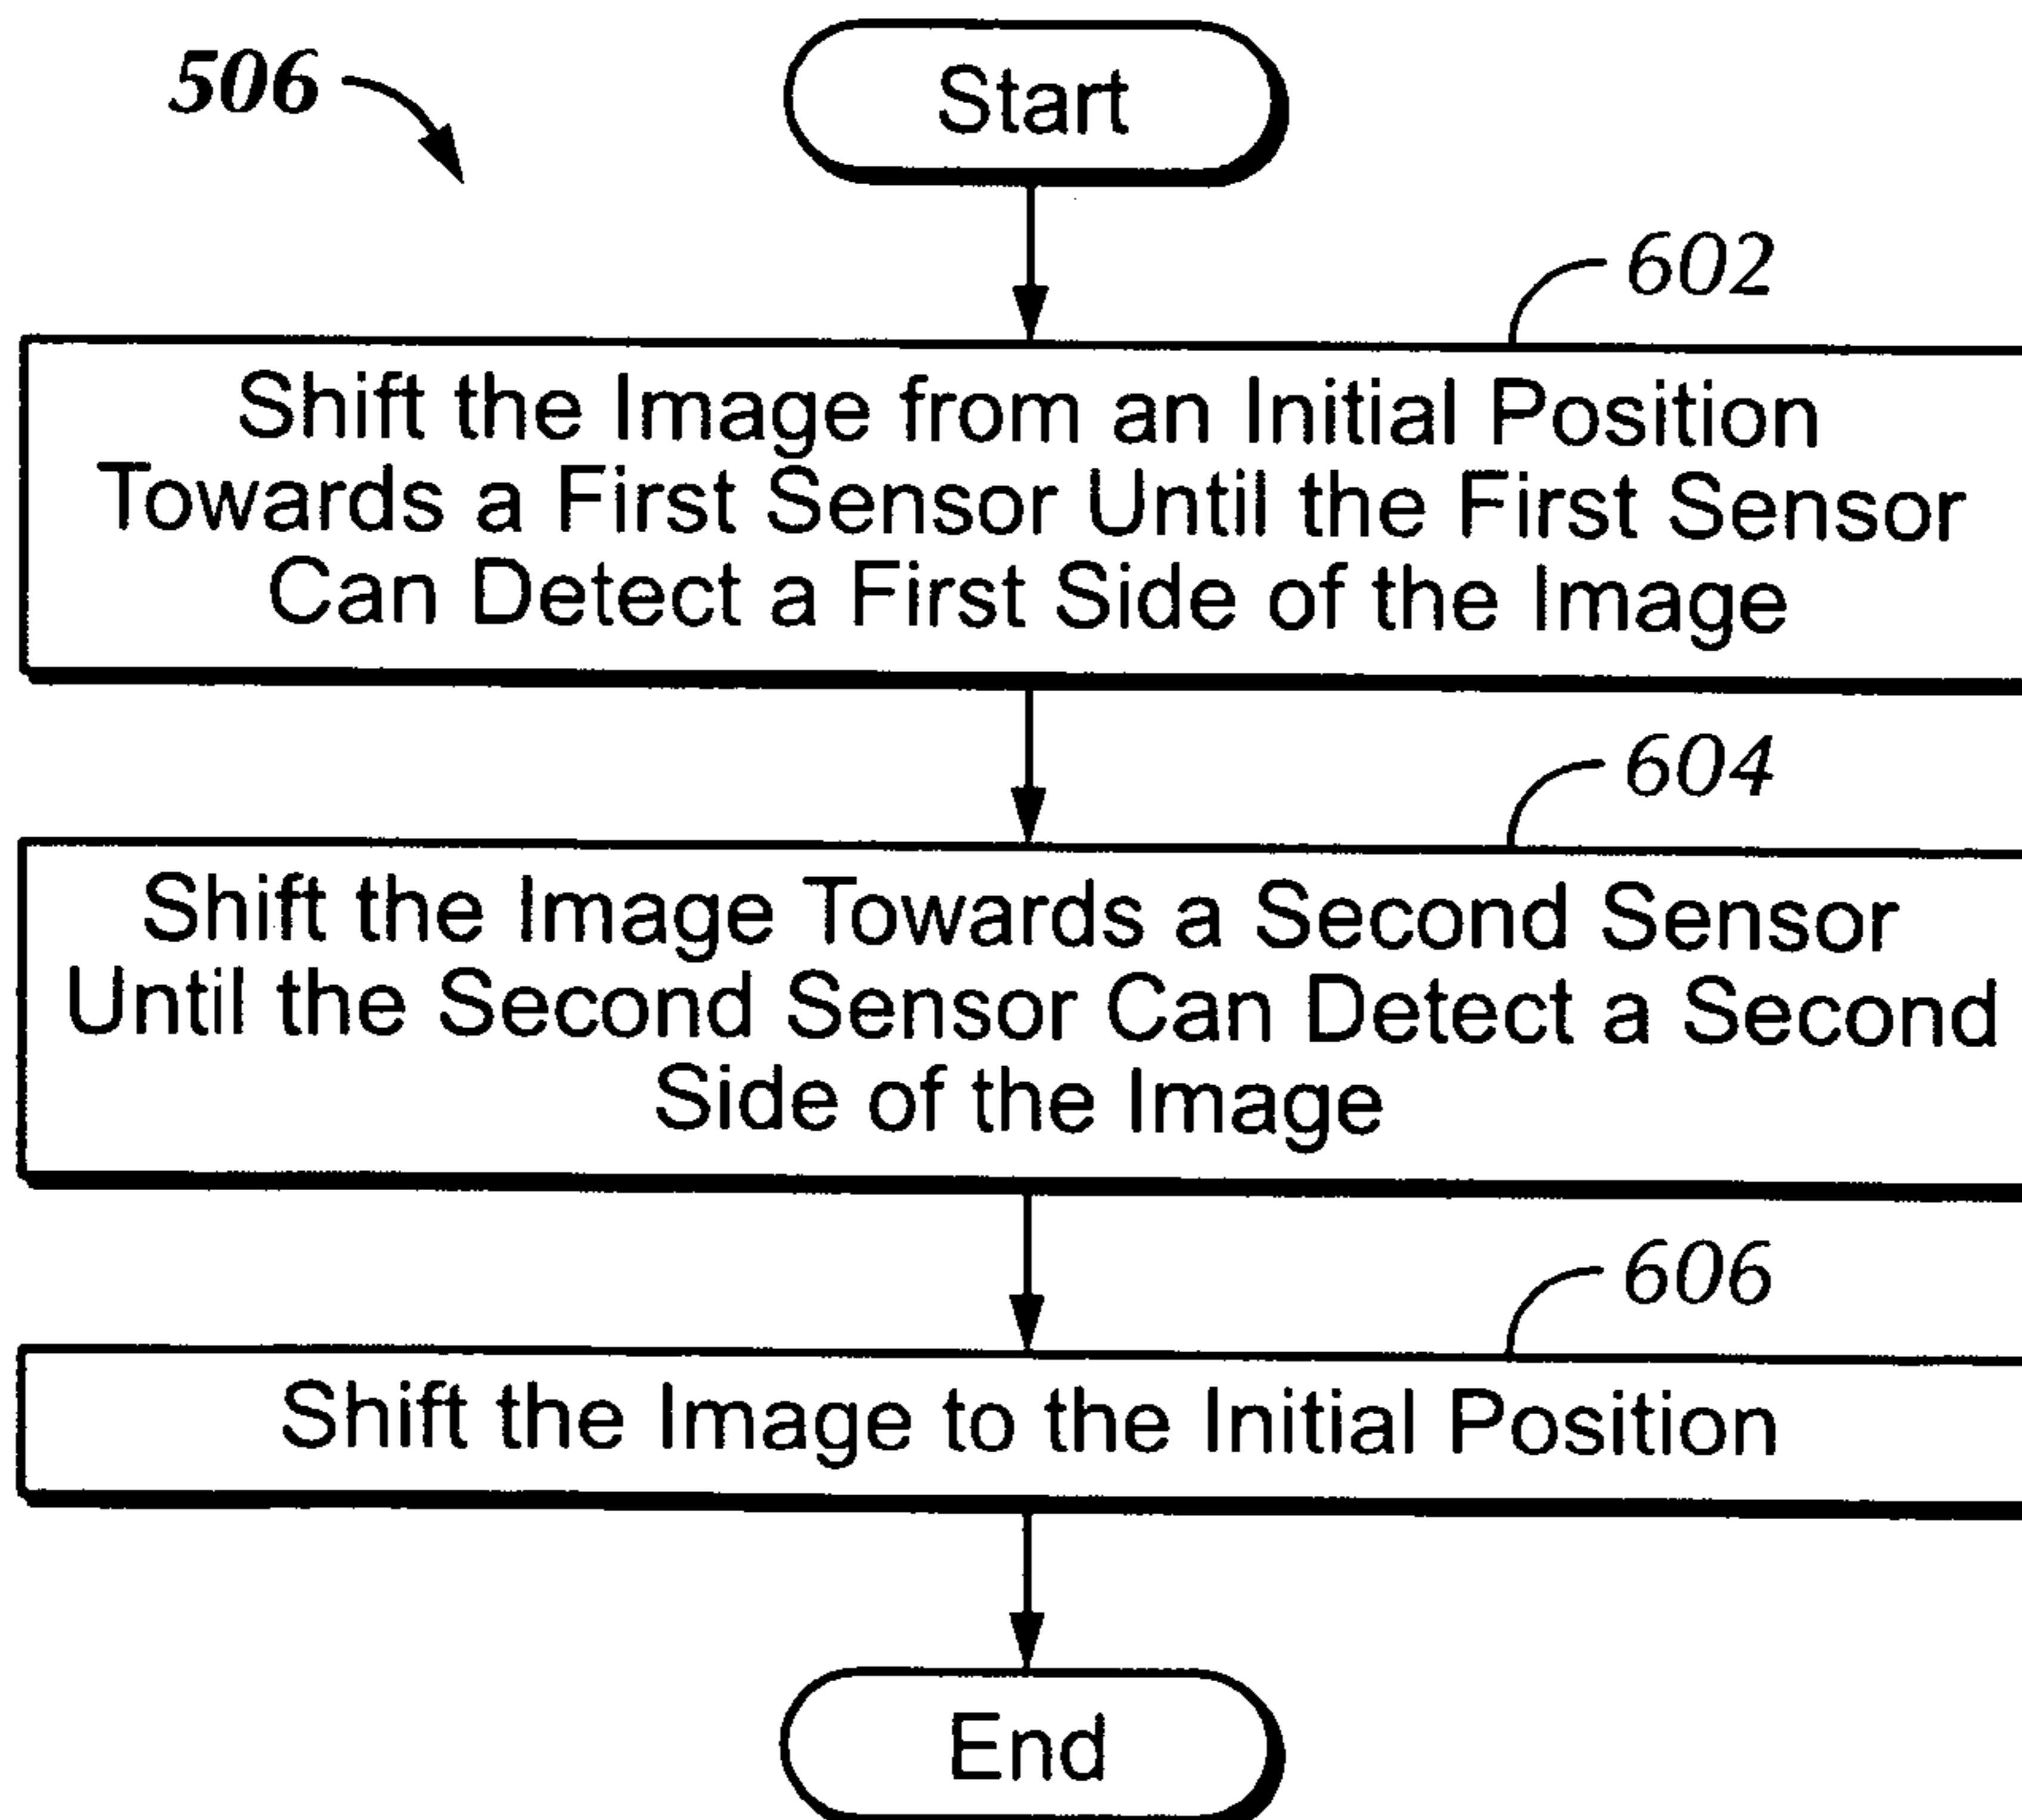 506
Start
602
Shift the Image from an Initial Position
Towards a First Sensor Until the First Sensor
Can Detect a First Side of the Image
604
Shift the Image Towards a Second Sensor
Until the Second Sensor Can Detect a Second
Side of the Image
606
Shift the Image to the Initial Position
End